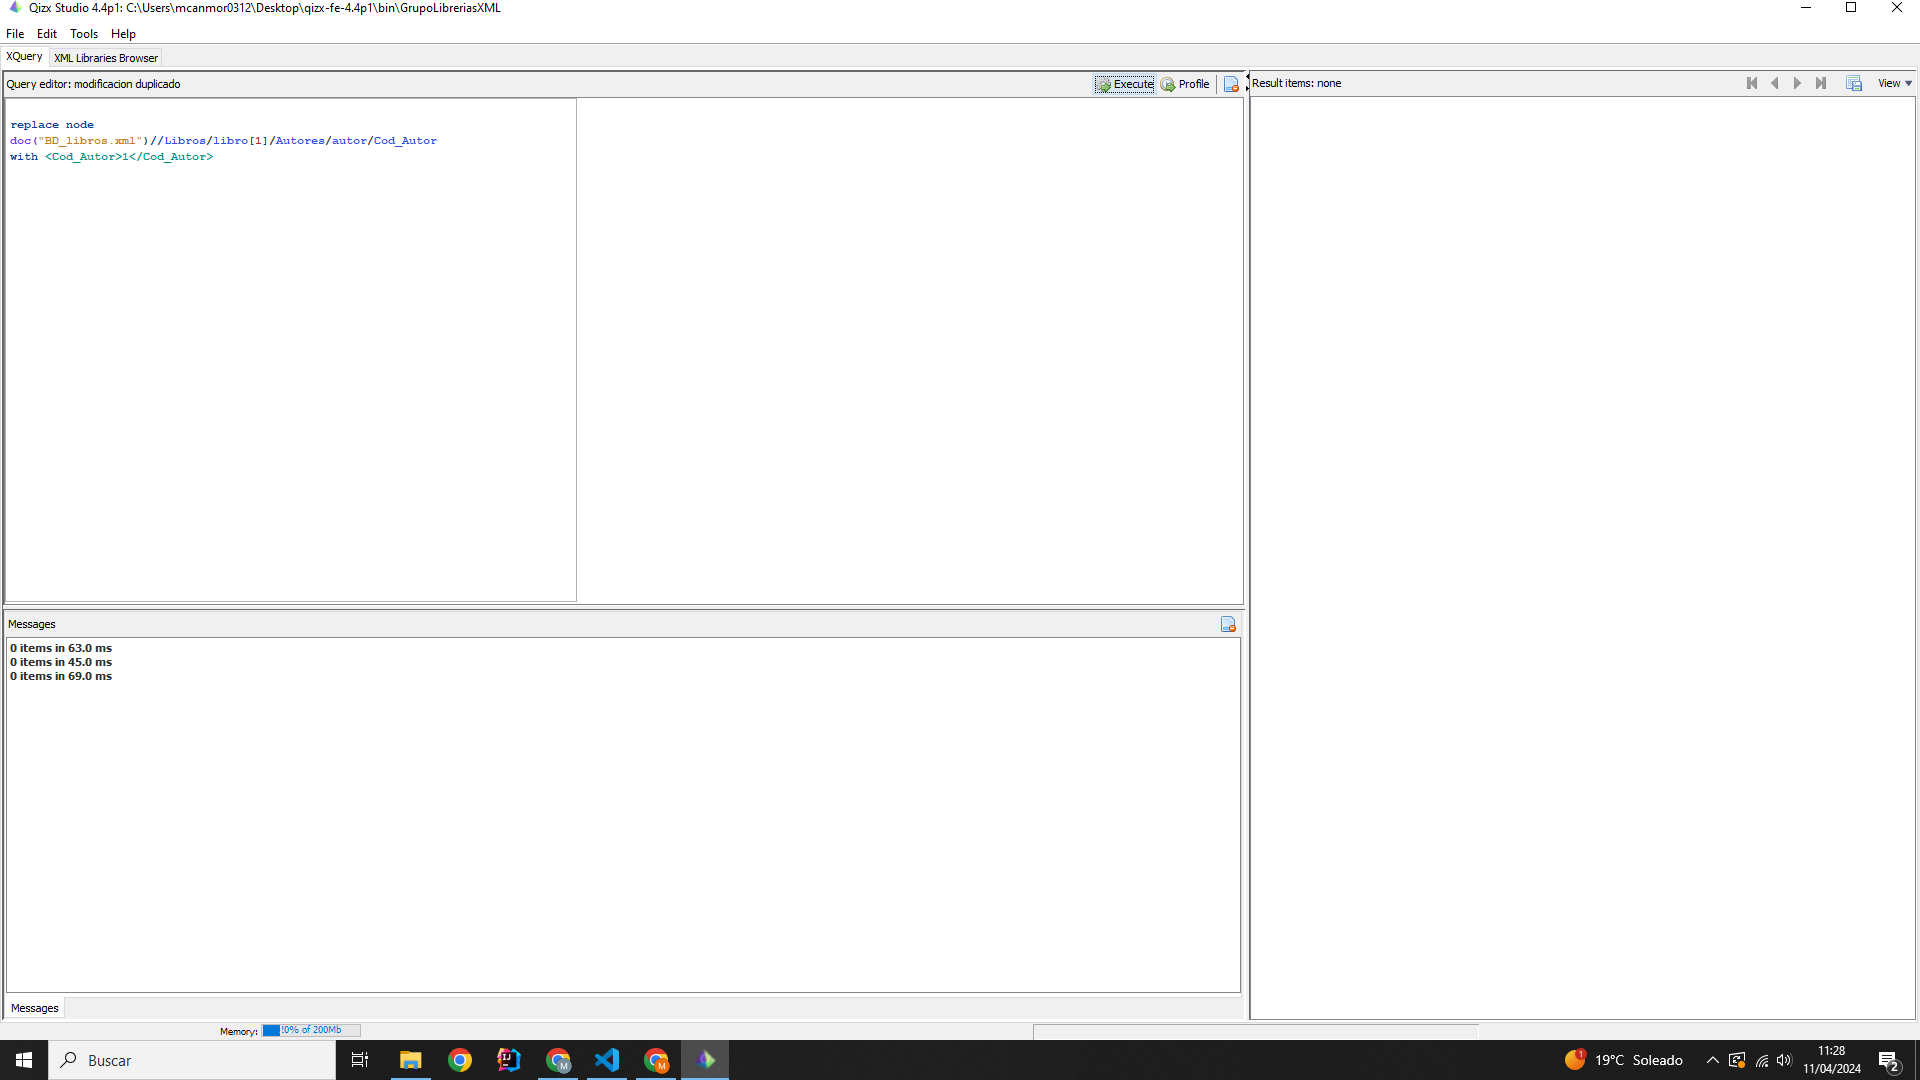 Qizx Studio 4.4p1: C:\Users\mcanmor0312\Desktop\qizx-fe-4.4p1\bin\GrupoLibreriasXML
File Edit Tools Help
XQuery XML Libraries Browser
Query editor: modificacion duplicado
Execute Profile
Result items: none
View
replace node
doc("BD_libros.xml")//Libros/libro[1]/Autores/autor/Cod_Autor
with <Cod_Autor>1</Cod_Autor>
Messages
0 items in 63.0 ms
0 items in 45.0 ms
0 items in 69.0 ms
Messages
Memory: 0% of 200Mb
Buscar
M
M
1
19°C Soleado
11:28
11/04/2024
2